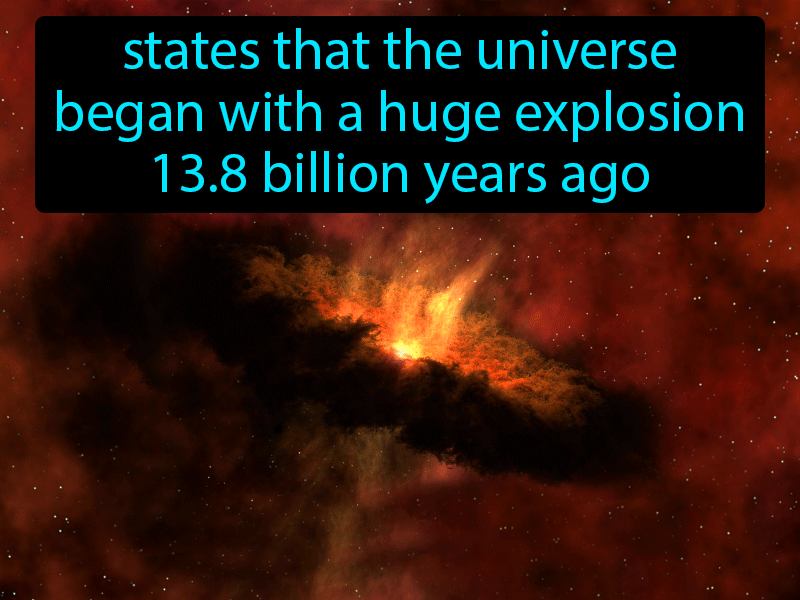 states that the universe
began with a huge explosion
13.8 billion years ago